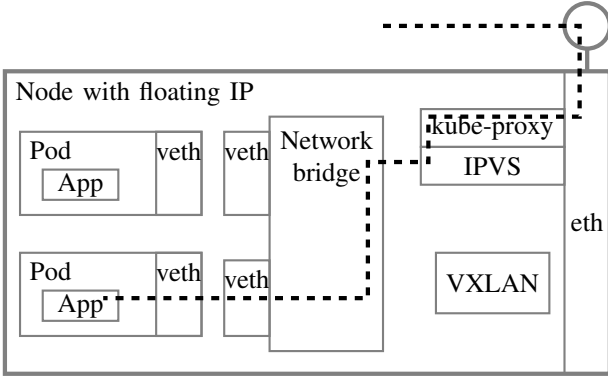 Node with floating IP
Pod
App
veth
veth
Network
bridge
kube-proxy
IPVS
eth
Pod
App
veth
veth
VXLAN